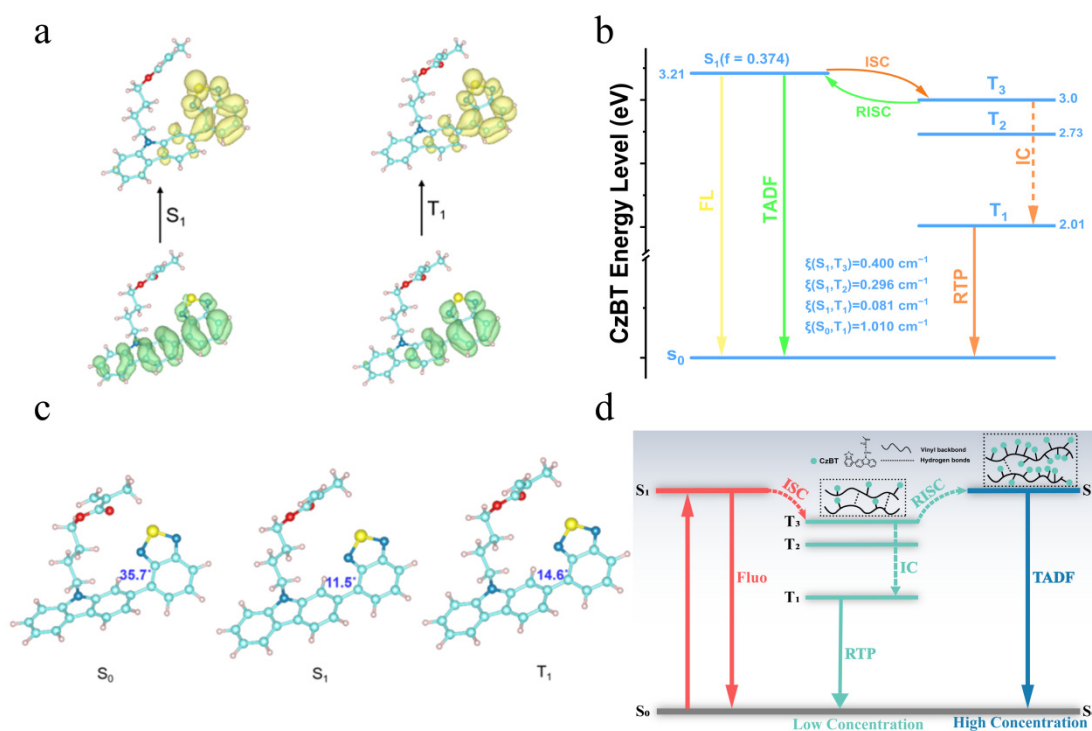 a
S₁
T₁
b
CzBT Energy Level (eV)
S₁(f = 0.374)
3.21
ISC
RISC
T₃
3.0
T₂
2.73
IC
T₁
2.01
FL
TADF
ξ(S₁,T₃)=0.400 cm⁻¹
ξ(S₁,T₂)=0.296 cm⁻¹
ξ(S₁,T₁)=0.081 cm⁻¹
ξ(S₀,T₁)=1.010 cm⁻¹
RTP
S₀
c
35.7°
11.5°
14.6°
S₀
S₁
T₁
d
CzBT
Vinyl backbond
Hydrogen bonds
S₁
ISC
RISC
S
T₃
T₂
IC
Fluo
T₁
TADF
RTP
S₀
S
Low Concentration
High Concentration